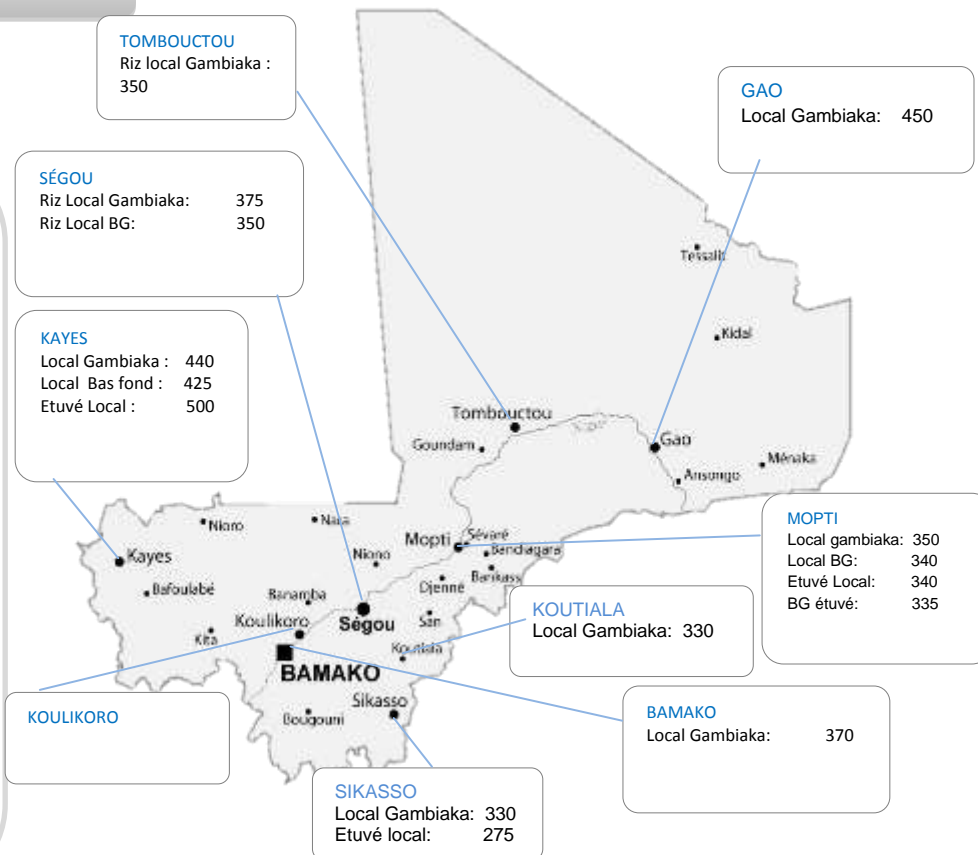 TOMBOUCTOU
Riz local Gambiaka :
350
GAO
Local Gambiaka: 450
SÉGOU
Riz Local Gambiaka: 375
Riz Local BG: 350
KAYES
Local Gambiaka : 440
Local Bas fond : 425
Etuvé Local : 500
Tessalit
Kidal
Tombouctou
Goundam
Gao
Ansongo
Ménaka
Nioro
Nara
Mopti
Sévaré
Bandiagara
Kayes
Niono
Djenné
Bankass
Bafoulabé
Banamba
Koulikoro
Ségou
San
Kita
Koutiala
BAMAKO
Sikasso
Bougouni
MOPTI
Local gambiaka: 350
Local BG: 340
Etuvé Local: 340
BG étuvé: 335
KOUTIALA
Local Gambiaka: 330
KOULIKORO
BAMAKO
Local Gambiaka: 370
SIKASSO
Local Gambiaka: 330
Etuvé local: 275